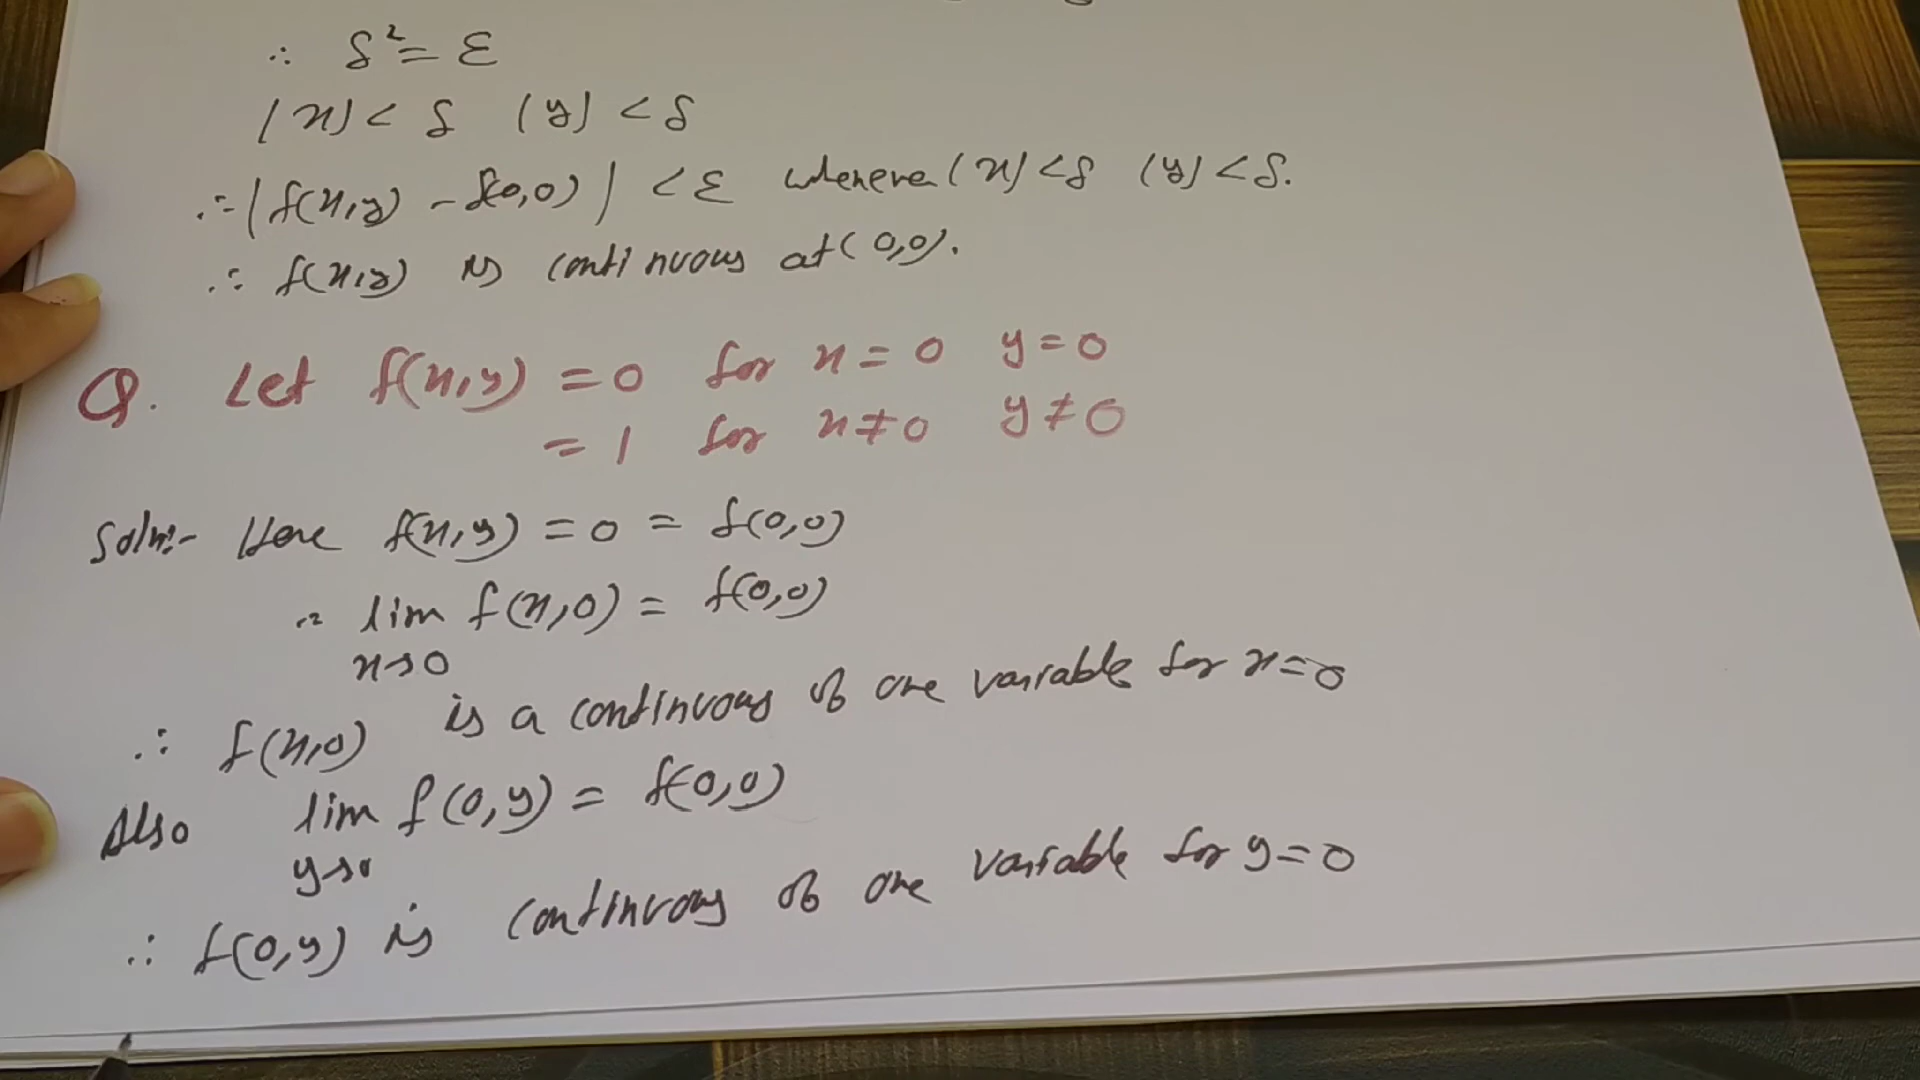 ∴ δ² = ε
|x| < δ |y| < δ
∴ |f(x,y) - f(0,0)| < ε whenever |x| < δ |y| < δ.
∴ f(x,y) is continuous at (0,0).
Q. Let f(x,y) = 0 for x = 0 y = 0
= 1 for x ≠ 0 y ≠ 0
Soln:- Here f(x,y) = 0 = f(0,0)
∴ lim f(x,0) = f(0,0)
x→0
∴ f(x,0) is a continuous of one variable for x=0
Also lim f(0,y) = f(0,0)
y→0
∴ f(0,y) is continuous of one variable for y=0